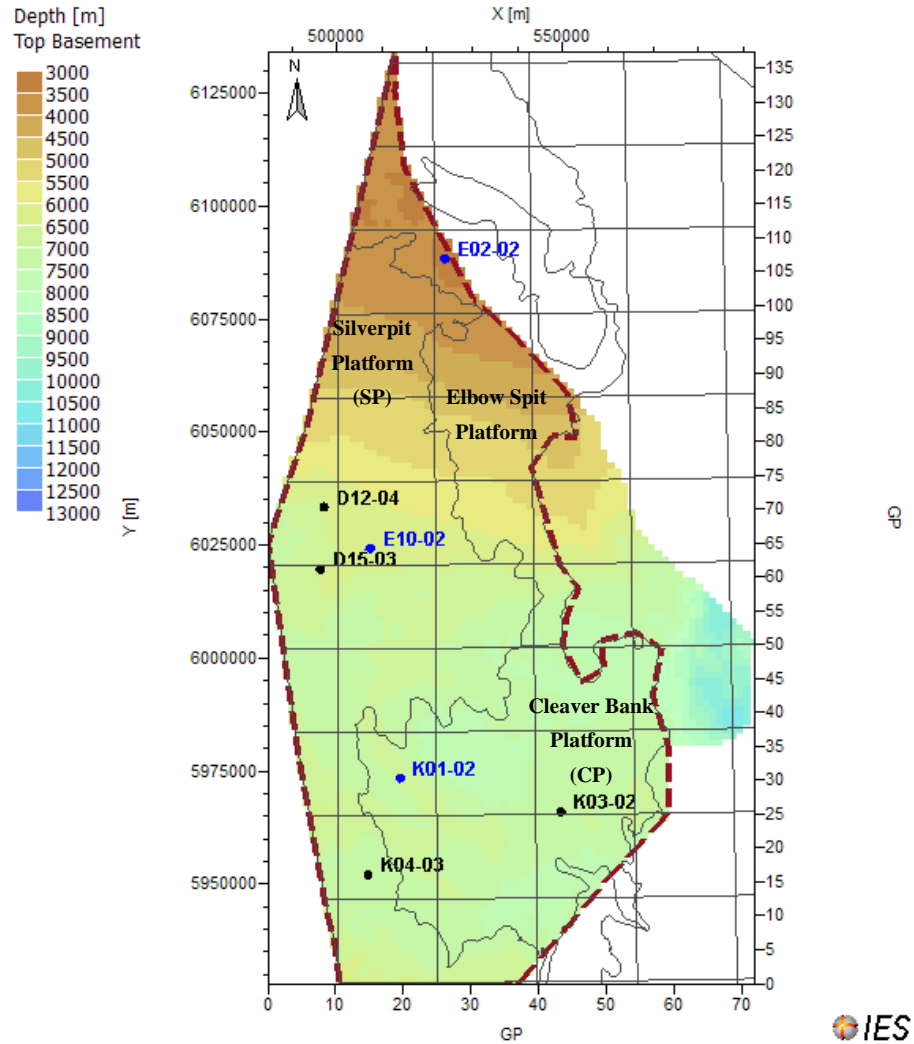 Depth [m]
Top Basement
3000
3500
4000
4500
5000
5500
6000
6500
7000
7500
8000
8500
9000
9500
10000
10500
11000
11500
12000
12500
13000
X [m]
500000
550000
N
6125000
6100000
6075000
6050000
6025000
6000000
5975000
5950000
Y [m]
135
130
125
120
115
110
105
100
95
90
85
80
75
70
65
60
55
50
45
40
35
30
25
20
15
10
5
0
GP
E02-02
Silverpit
Platform
(SP)
Elbow Spit
Platform
D12-04
E10-02
D15-03
Cleaver Bank
Platform
(CP)
K01-02
K03-02
K04-03
0 10 20 30 40 50 60 70
GP
IES